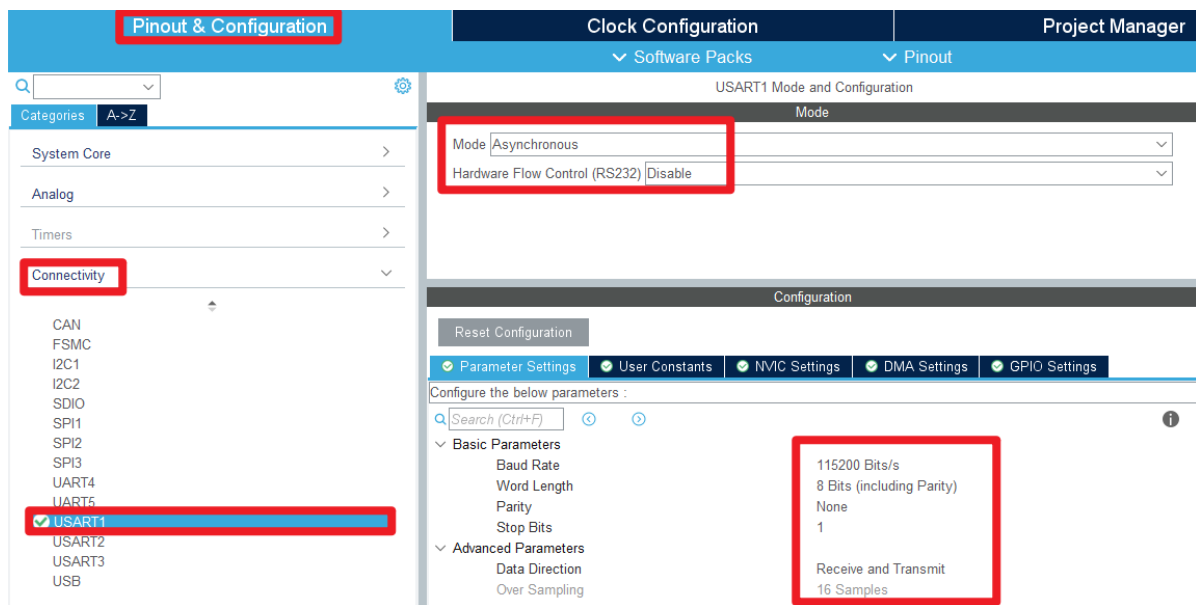 Pinout & Configuration
Clock Configuration
Project Manager
Software Packs
Pinout
Categories
A->Z
System Core
Analog
Timers
Connectivity
CAN
FSMC
I2C1
I2C2
SDIO
SPI1
SPI2
SPI3
UART4
UART5
USART1
USART2
USART3
USB
USART1 Mode and Configuration
Mode
Mode Asynchronous
Hardware Flow Control (RS232) Disable
Configuration
Reset Configuration
Parameter Settings
User Constants
NVIC Settings
DMA Settings
GPIO Settings
Configure the below parameters :
Search (Ctrl+F)
Basic Parameters
Baud Rate 115200 Bits/s
Word Length 8 Bits (including Parity)
Parity None
Stop Bits 1
Advanced Parameters
Data Direction Receive and Transmit
Over Sampling 16 Samples